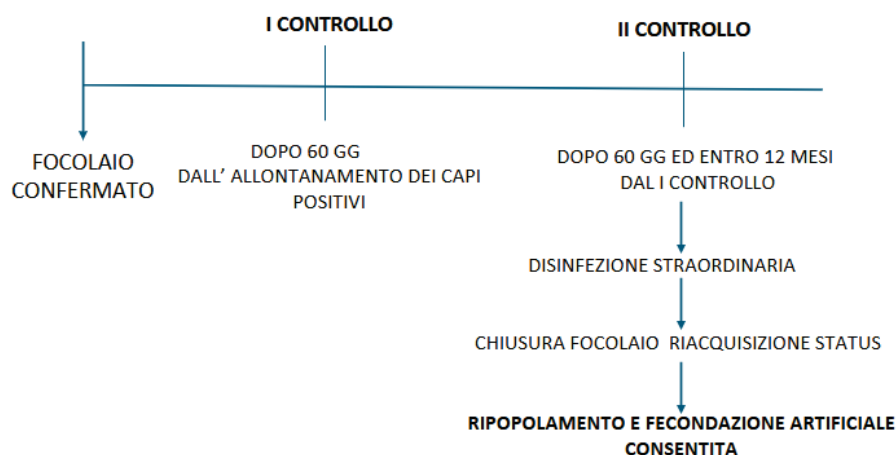 I CONTROLLO
II CONTROLLO
FOCOLAIO
CONFERMATO
DOPO 60 GG
DALL’ ALLONTANAMENTO DEI CAPI
POSITIVI
DOPO 60 GG ED ENTRO 12 MESI
DAL I CONTROLLO
DISINFEZIONE STRAORDINARIA
CHIUSURA FOCOLAIO RIACQUISIZIONE STATUS
RIPOPOLAMENTO E FECONDAZIONE ARTIFICIALE
CONSENTITA